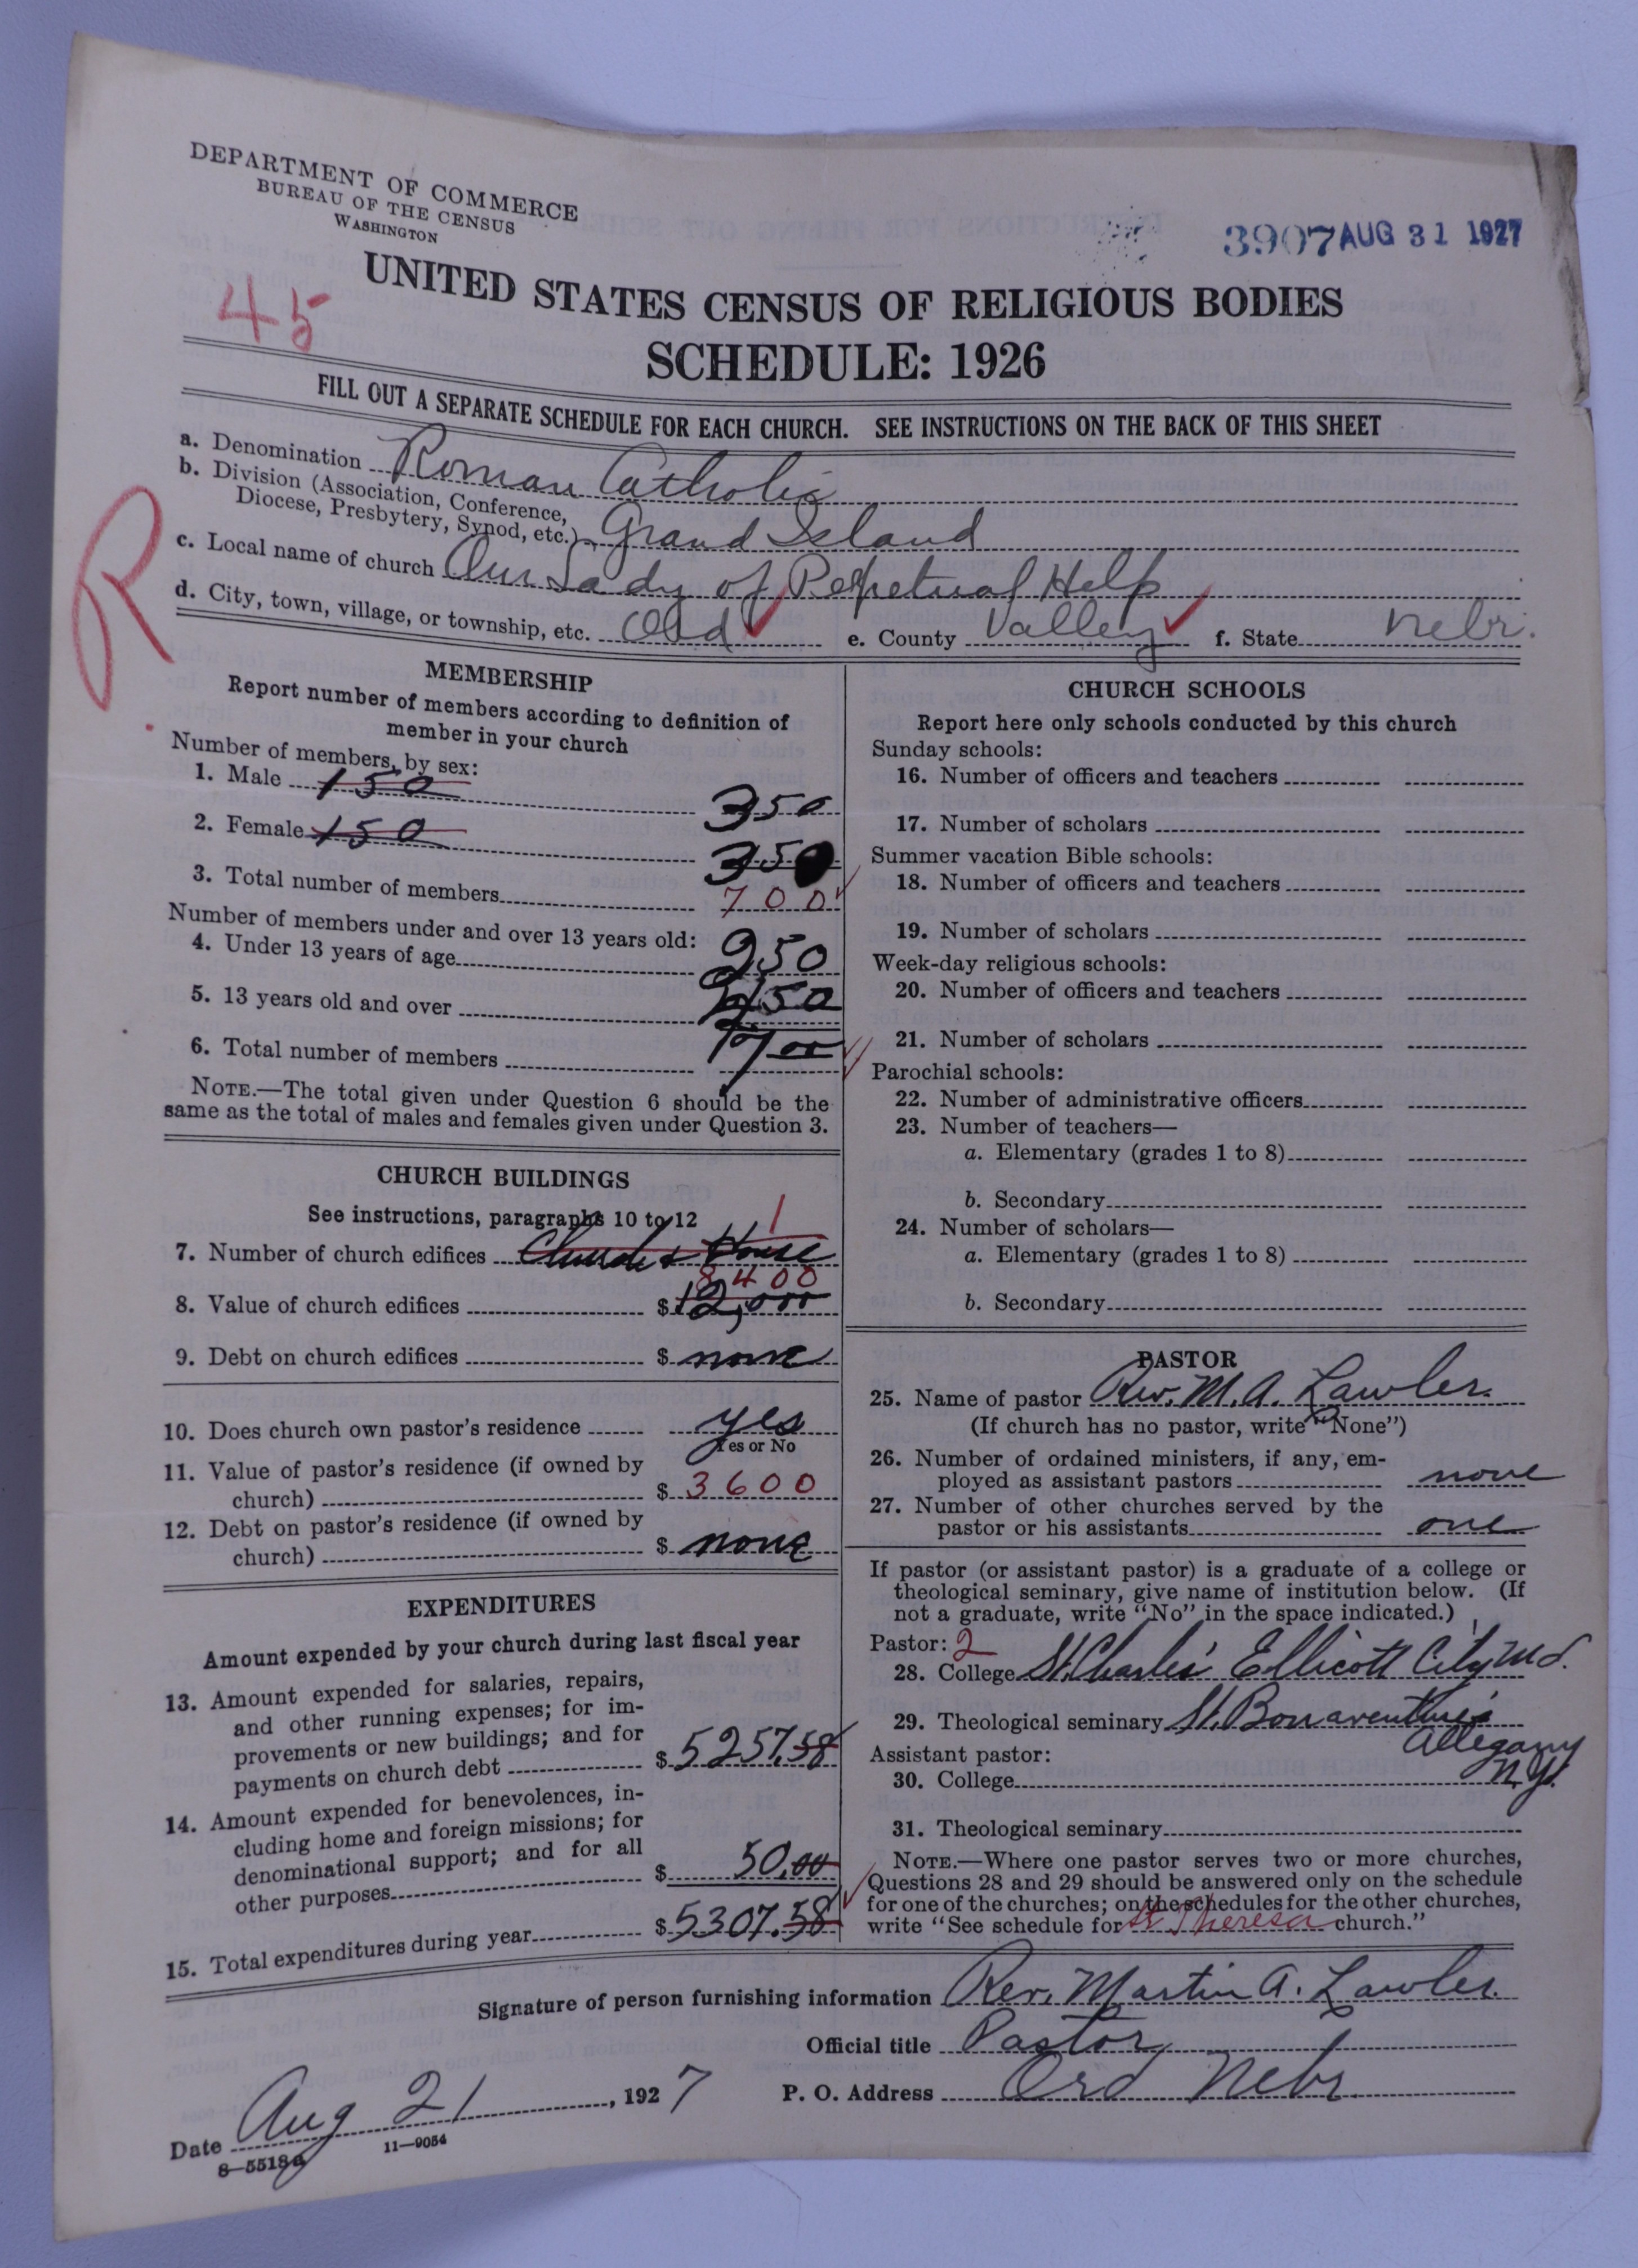 DEPARTMENT OF COMMERCE
BUREAU OF THE CENSUS
WASHINGTON
3907 AUG 31 1927
45
UNITED STATES CENSUS OF RELIGIOUS BODIES
SCHEDULE: 1926
FILL OUT A SEPARATE SCHEDULE FOR EACH CHURCH. SEE INSTRUCTIONS ON THE BACK OF THIS SHEET
R.
a. Denomination Roman Catholic
b. Division (Association, Conference,
Diocese, Presbytery, Synod, etc.) Grand Island
c. Local name of church Our Lady of Perpetual Help
d. City, town, village, or township, etc. Ord e. County Valley f. State Nebr.
MEMBERSHIP
Report number of members according to definition of
member in your church
Number of members, by sex:
1. Male 150 350
2. Female 150 350
3. Total number of members 700
Number of members under and over 13 years old:
4. Under 13 years of age 250
5. 13 years old and over 450
6. Total number of members 700
NOTE.—The total given under Question 6 should be the
same as the total of males and females given under Question 3.
CHURCH BUILDINGS
See instructions, paragraphs 10 to 12
1
7. Number of church edifices Church & House
8400
8. Value of church edifices $ 12,000
9. Debt on church edifices $ none
10. Does church own pastor's residence yes
Yes or No
11. Value of pastor's residence (if owned by
church) $ 3600
12. Debt on pastor's residence (if owned by
church) $ none
EXPENDITURES
Amount expended by your church during last fiscal year
13. Amount expended for salaries, repairs,
and other running expenses; for im-
provements or new buildings; and for
payments on church debt $ 5257.58
14. Amount expended for benevolences, in-
cluding home and foreign missions; for
denominational support; and for all
other purposes $ 50.00
15. Total expenditures during year $ 5307.58
CHURCH SCHOOLS
Report here only schools conducted by this church
Sunday schools:
16. Number of officers and teachers
17. Number of scholars
Summer vacation Bible schools:
18. Number of officers and teachers
19. Number of scholars
Week-day religious schools:
20. Number of officers and teachers
21. Number of scholars
Parochial schools:
22. Number of administrative officers
23. Number of teachers—
a. Elementary (grades 1 to 8)
b. Secondary
24. Number of scholars—
a. Elementary (grades 1 to 8)
b. Secondary
PASTOR
25. Name of pastor Rev. M. A. Lawler.
(If church has no pastor, write "None")
26. Number of ordained ministers, if any, em-
ployed as assistant pastors none
27. Number of other churches served by the
pastor or his assistants one
If pastor (or assistant pastor) is a graduate of a college or
theological seminary, give name of institution below. (If
not a graduate, write "No" in the space indicated.)
Pastor: 2
28. College St. Charles' Ellicott City Md.
29. Theological seminary St. Bonaventure's
Allegany
N.Y.
Assistant pastor:
30. College
31. Theological seminary
NOTE.—Where one pastor serves two or more churches,
Questions 28 and 29 should be answered only on the schedule
for one of the churches; on the schedules for the other churches,
write "See schedule for St. Theresa church."
Signature of person furnishing information Rev. Martin A. Lawler.
Official title Pastor
Date Aug 21, 1927 P. O. Address Ord Nebr.
8—5518a 11—9054